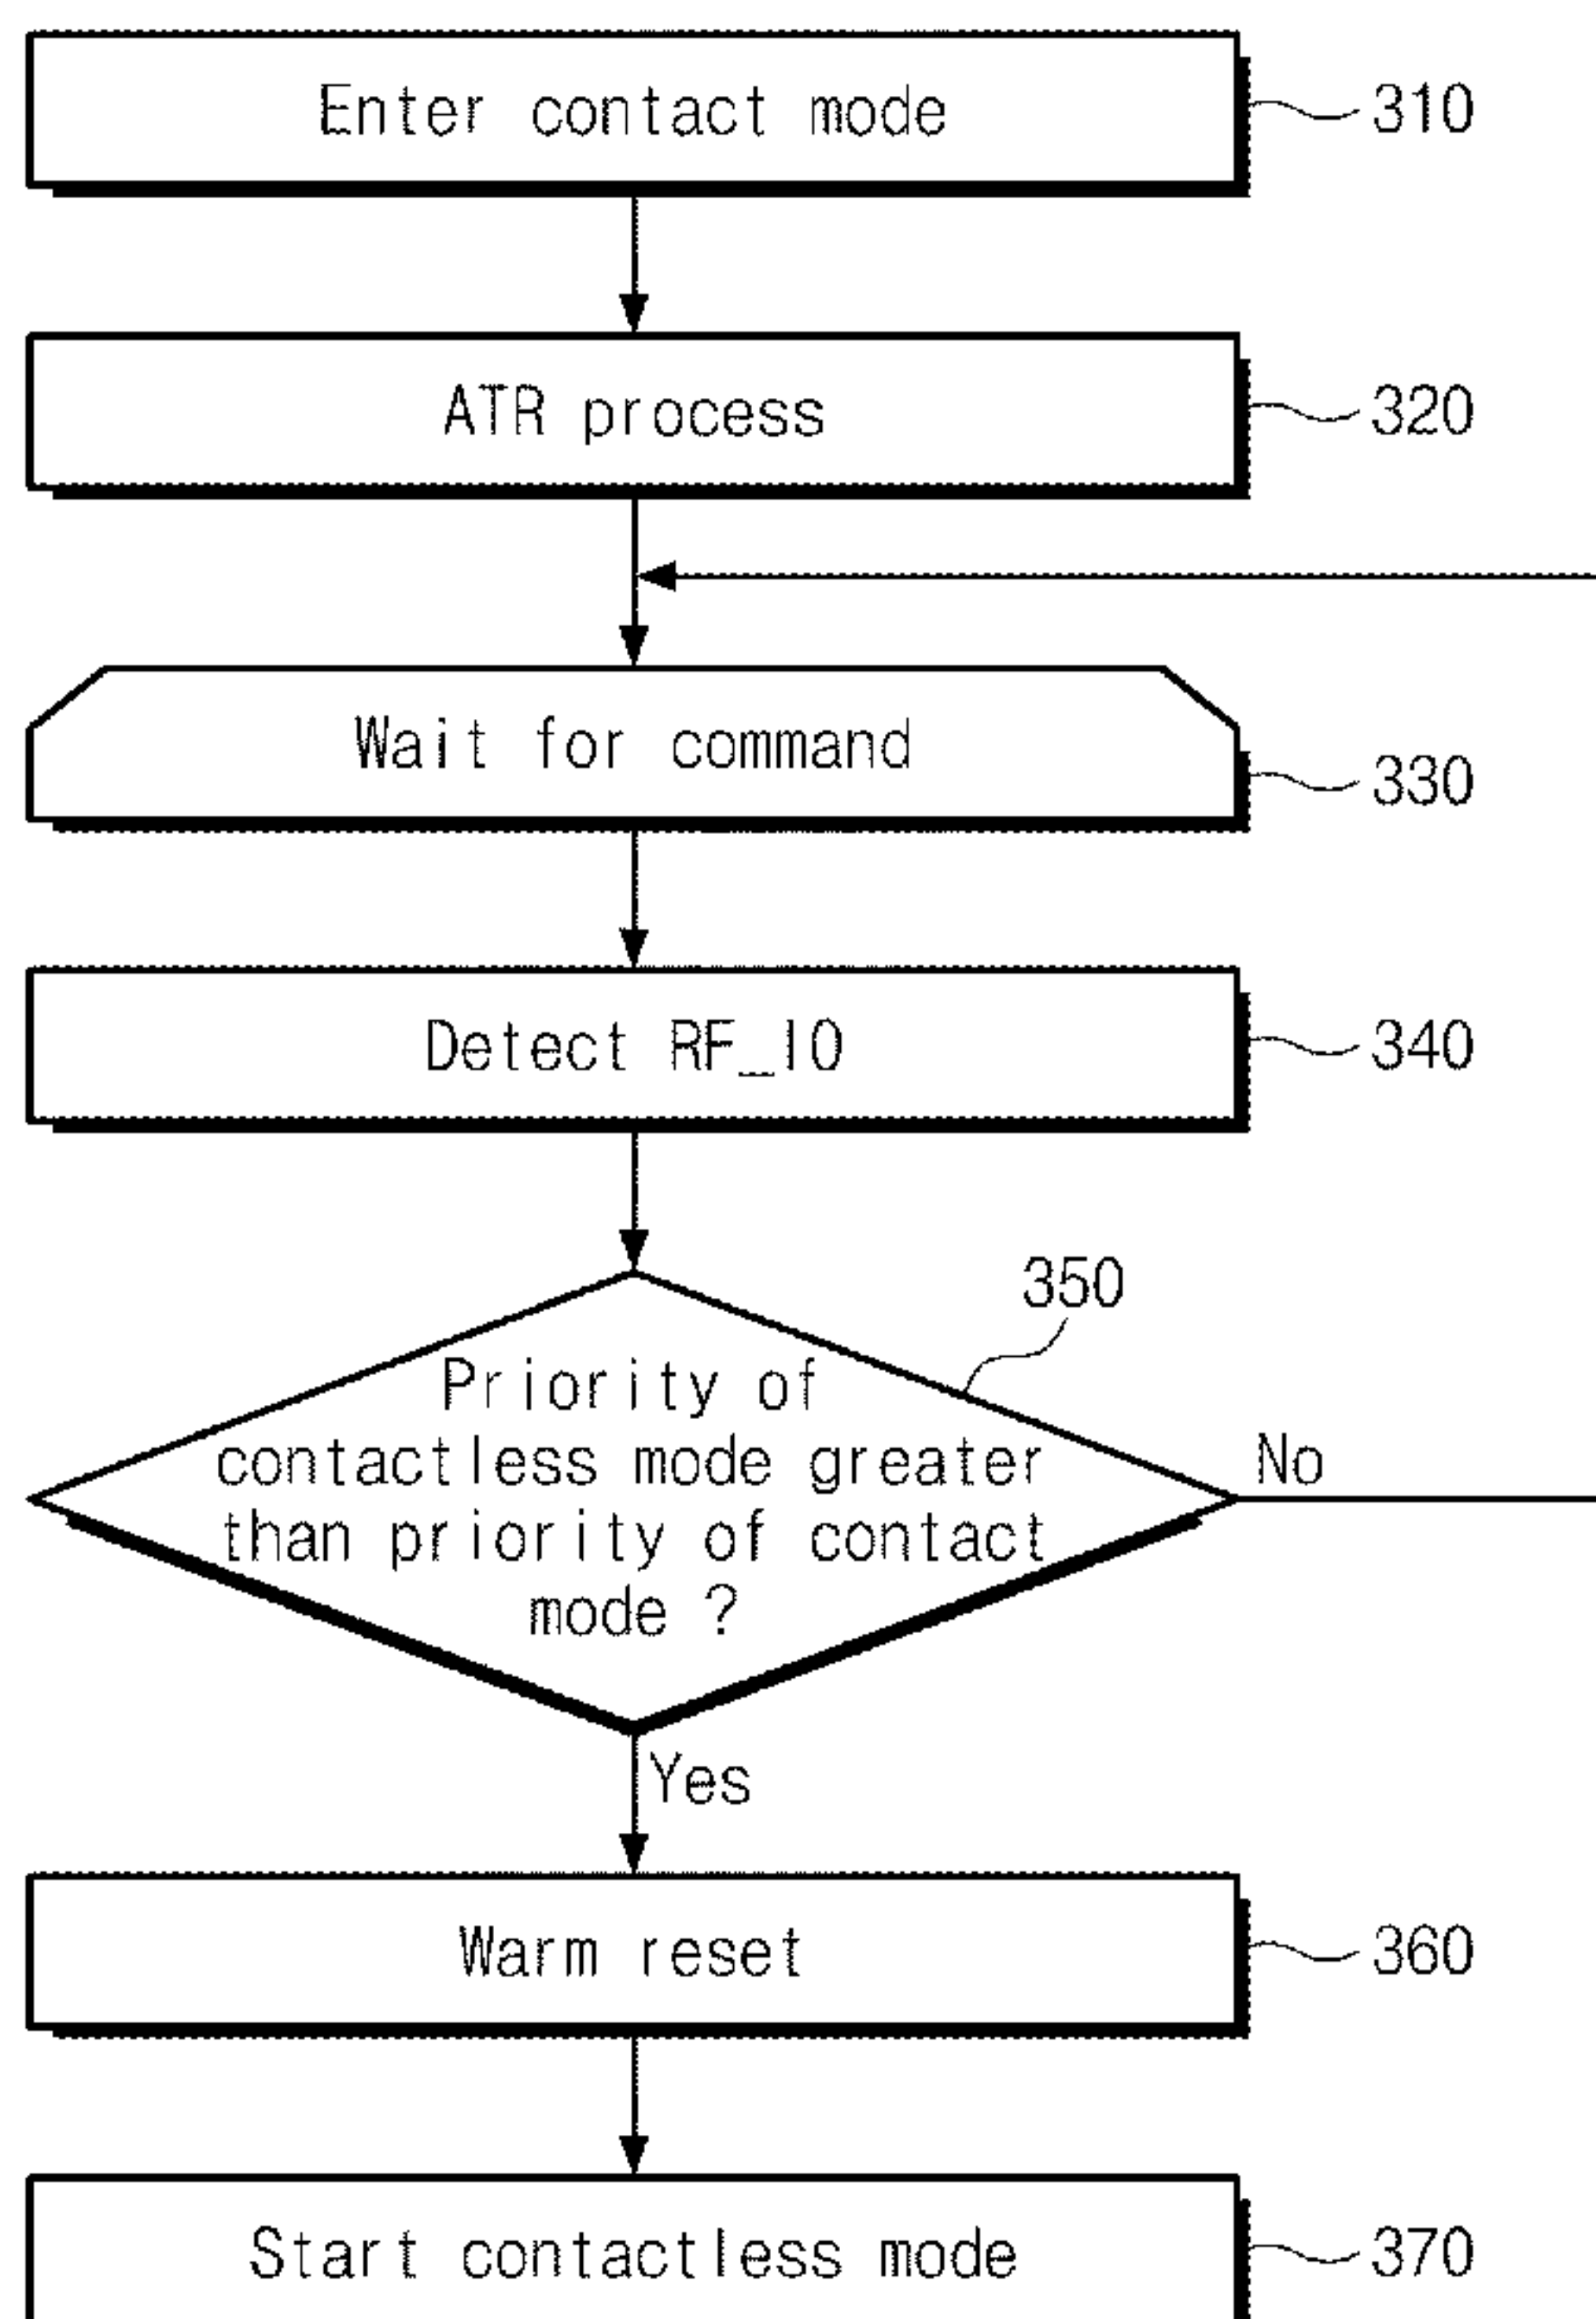 Enter contact mode
310
ATR process
320
Wait for command
330
Detect RF_IO
340
350
Priority of
contactless mode greater
than priority of contact
mode ?
No
Yes
Warm reset
360
Start contactless mode
370